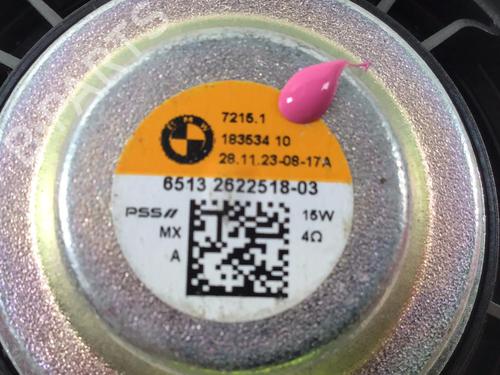 BMW
7215.1
183534 10
28.11.23-08-17A
6513 2622518-03
PSS//
15W
MX
4Ω
A